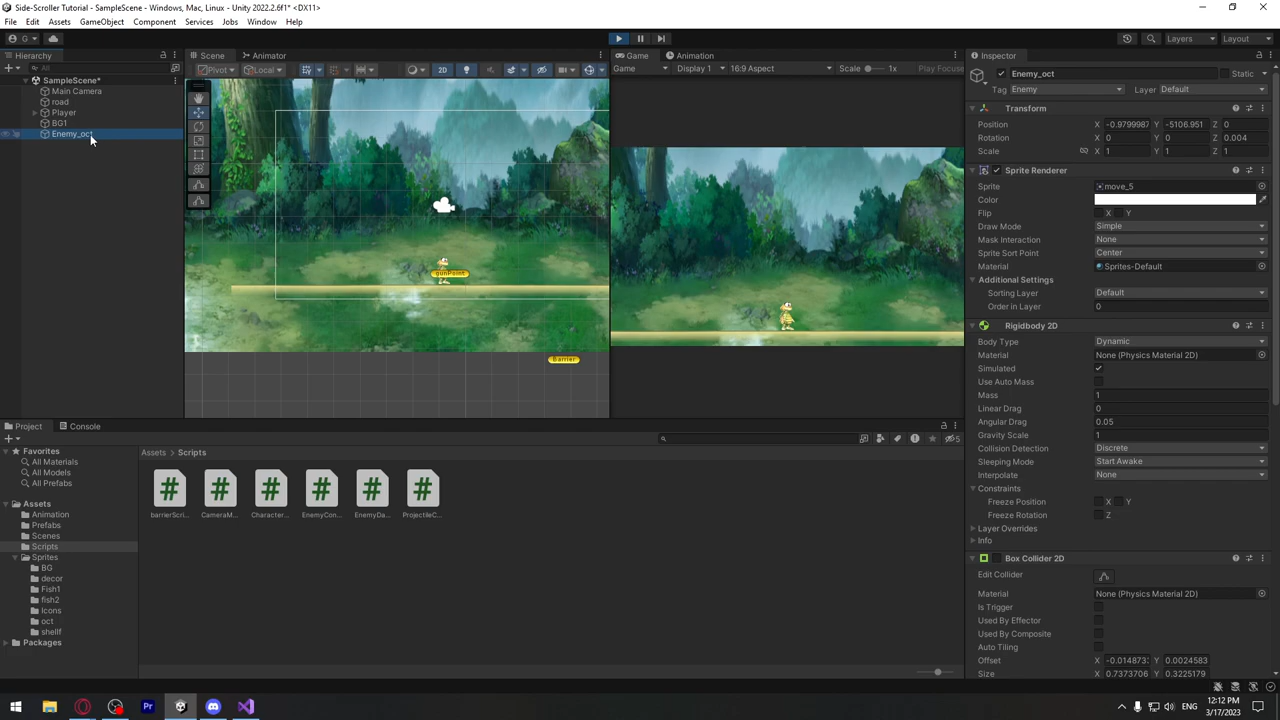 Side-Scroller Tutorial - SampleScene - Windows, Mac, Linux - Unity 2022.2.6f1* <DX11>
File Edit Assets GameObject Component Services Jobs Window Help
G Layers Layout
Hierarchy Scene Animator Game Animation Inspector
All
SampleScene*
Main Camera
road
Player
BG1
Enemy_oct
Pivot Local 2D
Game Display 1 16:9 Aspect Scale 1x Play Focused
gunPoint
Barrier
Enemy_oct Static
Tag Enemy Layer Default
Transform
Position X -0.9799987 Y -5106.951 Z 0
Rotation X 0 Y 0 Z 0.004
Scale X 1 Y 1 Z 1
Sprite Renderer
Sprite move_5
Color
Flip X Y
Draw Mode Simple
Mask Interaction None
Sprite Sort Point Center
Material Sprites-Default
Additional Settings
Sorting Layer Default
Order in Layer 0
Rigidbody 2D
Body Type Dynamic
Material None (Physics Material 2D)
Simulated
Use Auto Mass
Mass 1
Linear Drag 0
Angular Drag 0.05
Gravity Scale 1
Collision Detection Discrete
Sleeping Mode Start Awake
Interpolate None
Constraints
Freeze Position X Y
Freeze Rotation Z
Layer Overrides
Info
Box Collider 2D
Edit Collider
Material None (Physics Material 2D)
Is Trigger
Used By Effector
Used By Composite
Auto Tiling
Offset X -0.014873 Y 0.0024583
Size X 0.7373706 Y 0.3225179
Project Console
5
Favorites
All Materials
All Models
All Prefabs
Assets
Animation
Prefabs
Scenes
Scripts
Sprites
BG
decor
Fish1
fish2
Icons
oct
shellf
Packages
Assets > Scripts
barrierScri... CameraM... Character... EnemyCon... EnemyDa... ProjectileC...
Pr
ENG
12:12 PM
3/17/2023